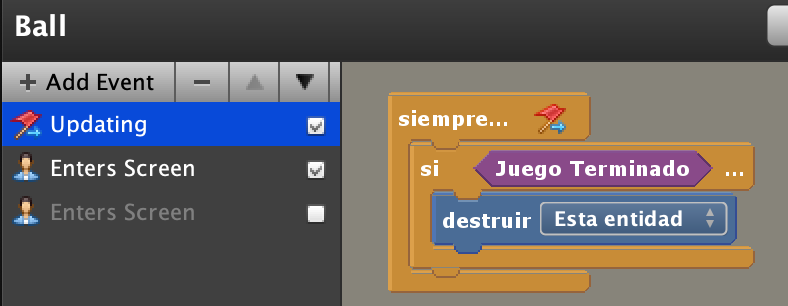 Ball
+ Add Event −
Updating
Enters Screen
Enters Screen
siempre...
si Juego Terminado ...
destruir Esta entidad